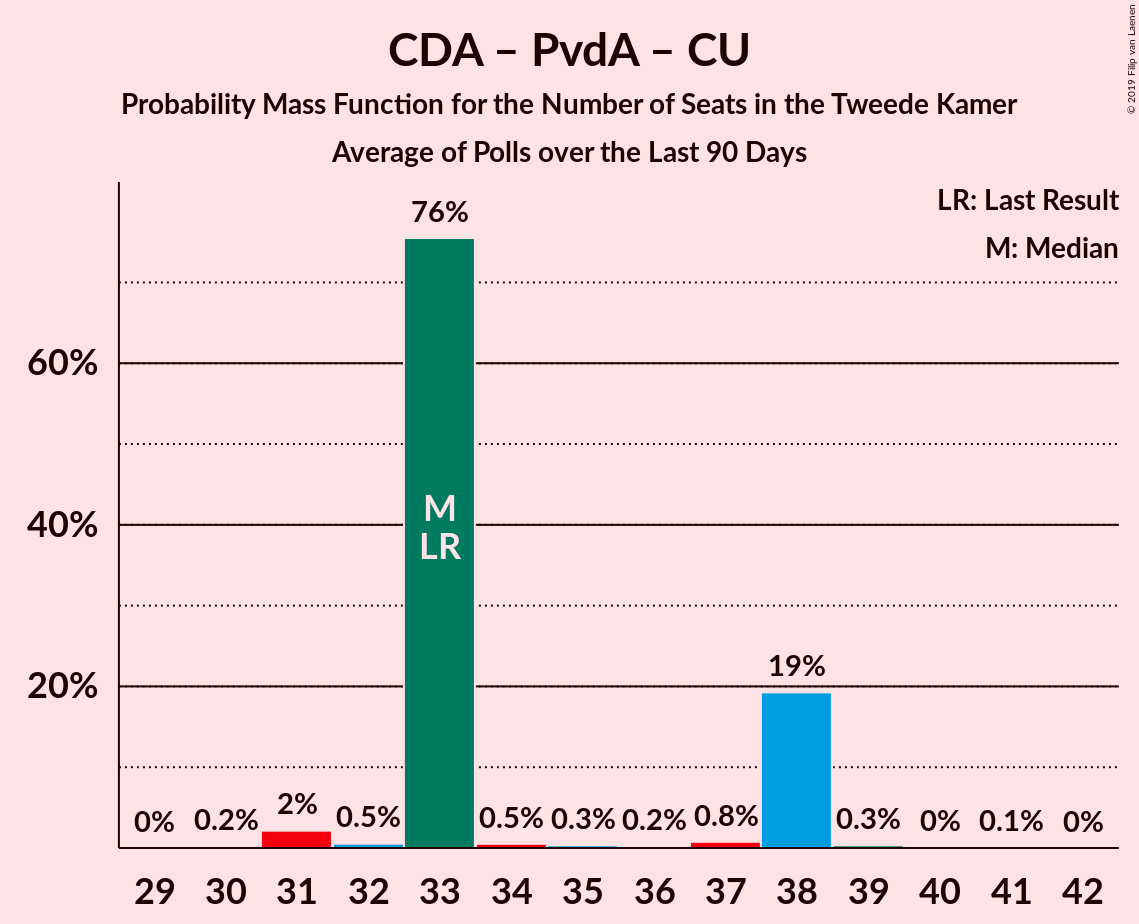 CDA – PvdA – CU
Probability Mass Function for the Number of Seats in the Tweede Kamer
Average of Polls over the Last 90 Days
© 2019 Filip van Laenen
LR: Last Result
M: Median
60%
40%
20%
0% 0.2% 2% 0.5% 76% 0.5% 0.3% 0.2% 0.8% 19% 0.3% 0% 0.1% 0%
M
LR
29 30 31 32 33 34 35 36 37 38 39 40 41 42